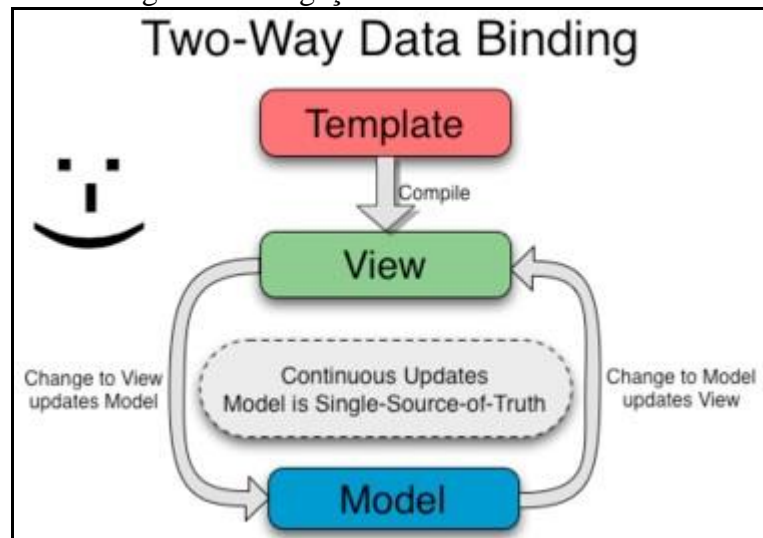 Two-Way Data Binding
Template
Compile
View
Change to View
updates Model
Continuous Updates
Model is Single-Source-of-Truth
Change to Model
updates View
Model